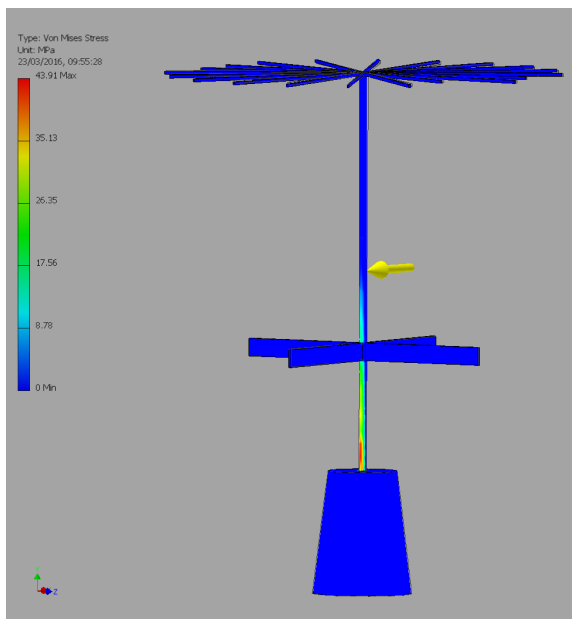 Type: Von Mises Stress
Unit: MPa
23/03/2016, 09:55:28
43.91 Max
35.13
26.35
17.56
8.78
0 Min
Y
Z